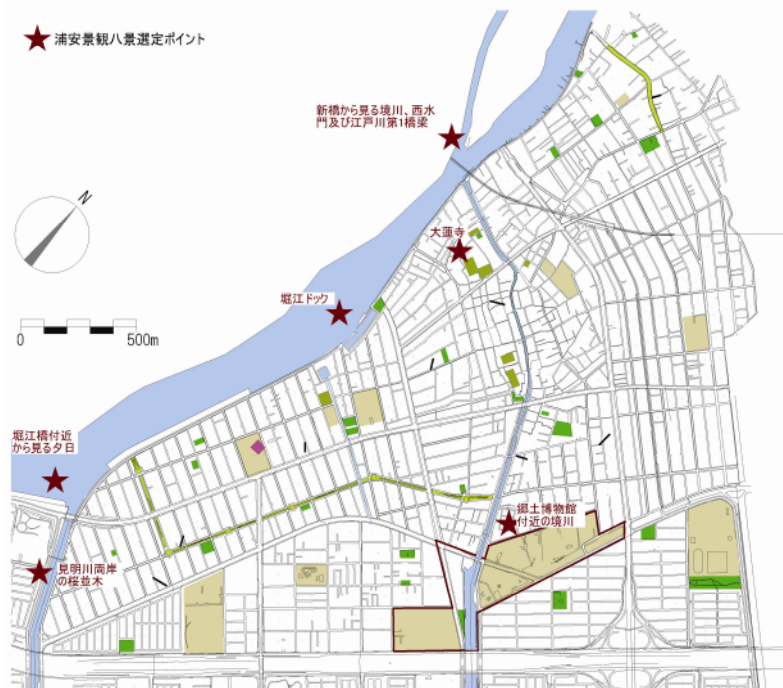 浦安景観八景選定ポイント
新橋から見る境川、西水
門及び江戸川第1橋梁
N
大蓮寺
堀江ドック
0 500m
堀江橋付近
から見る夕日
郷土博物館
付近の境川
見明川両岸
の桜並木